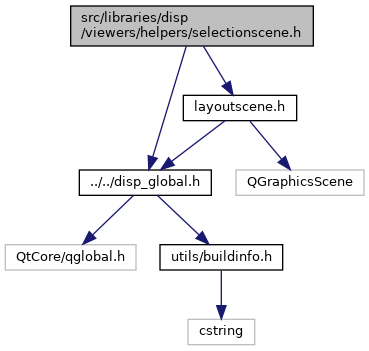 src/libraries/disp
/viewers/helpers/selectionscene.h
layoutscene.h
../../disp_global.h
QGraphicsScene
QtCore/qglobal.h
utils/buildinfo.h
cstring